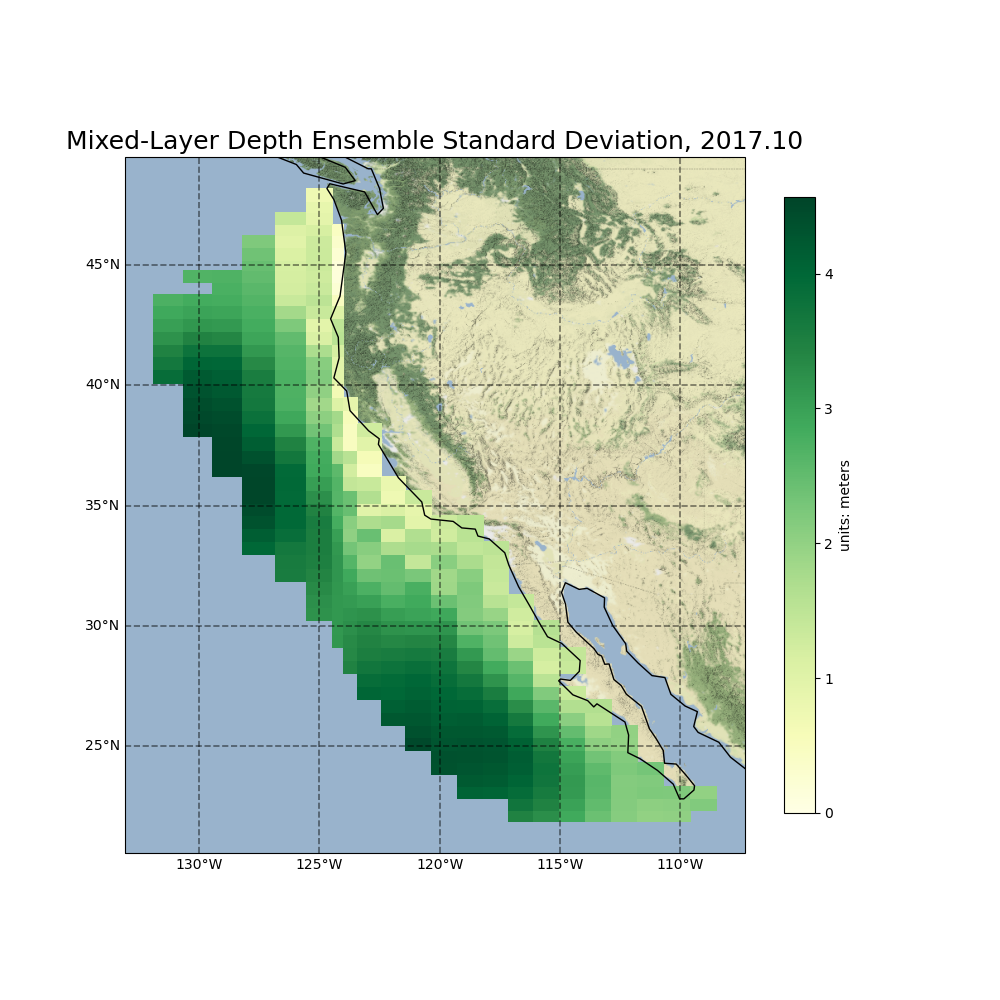 Mixed-Layer Depth Ensemble Standard Deviation, 2017.10
45°N
40°N
35°N
30°N
25°N
130°W
125°W
120°W
115°W
110°W
4
3
2
1
0
units: meters